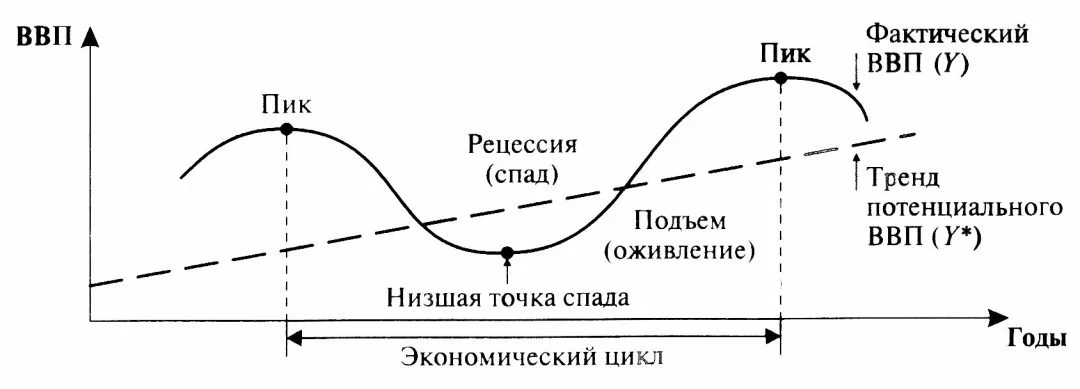 ВВП
Пик
Рецессия
(спад)
Пик
Фактический
ВВП (Y)
Подъем
(оживление)
Тренд
потенциального
ВВП (Y*)
Низшая точка спада
Экономический цикл
Годы